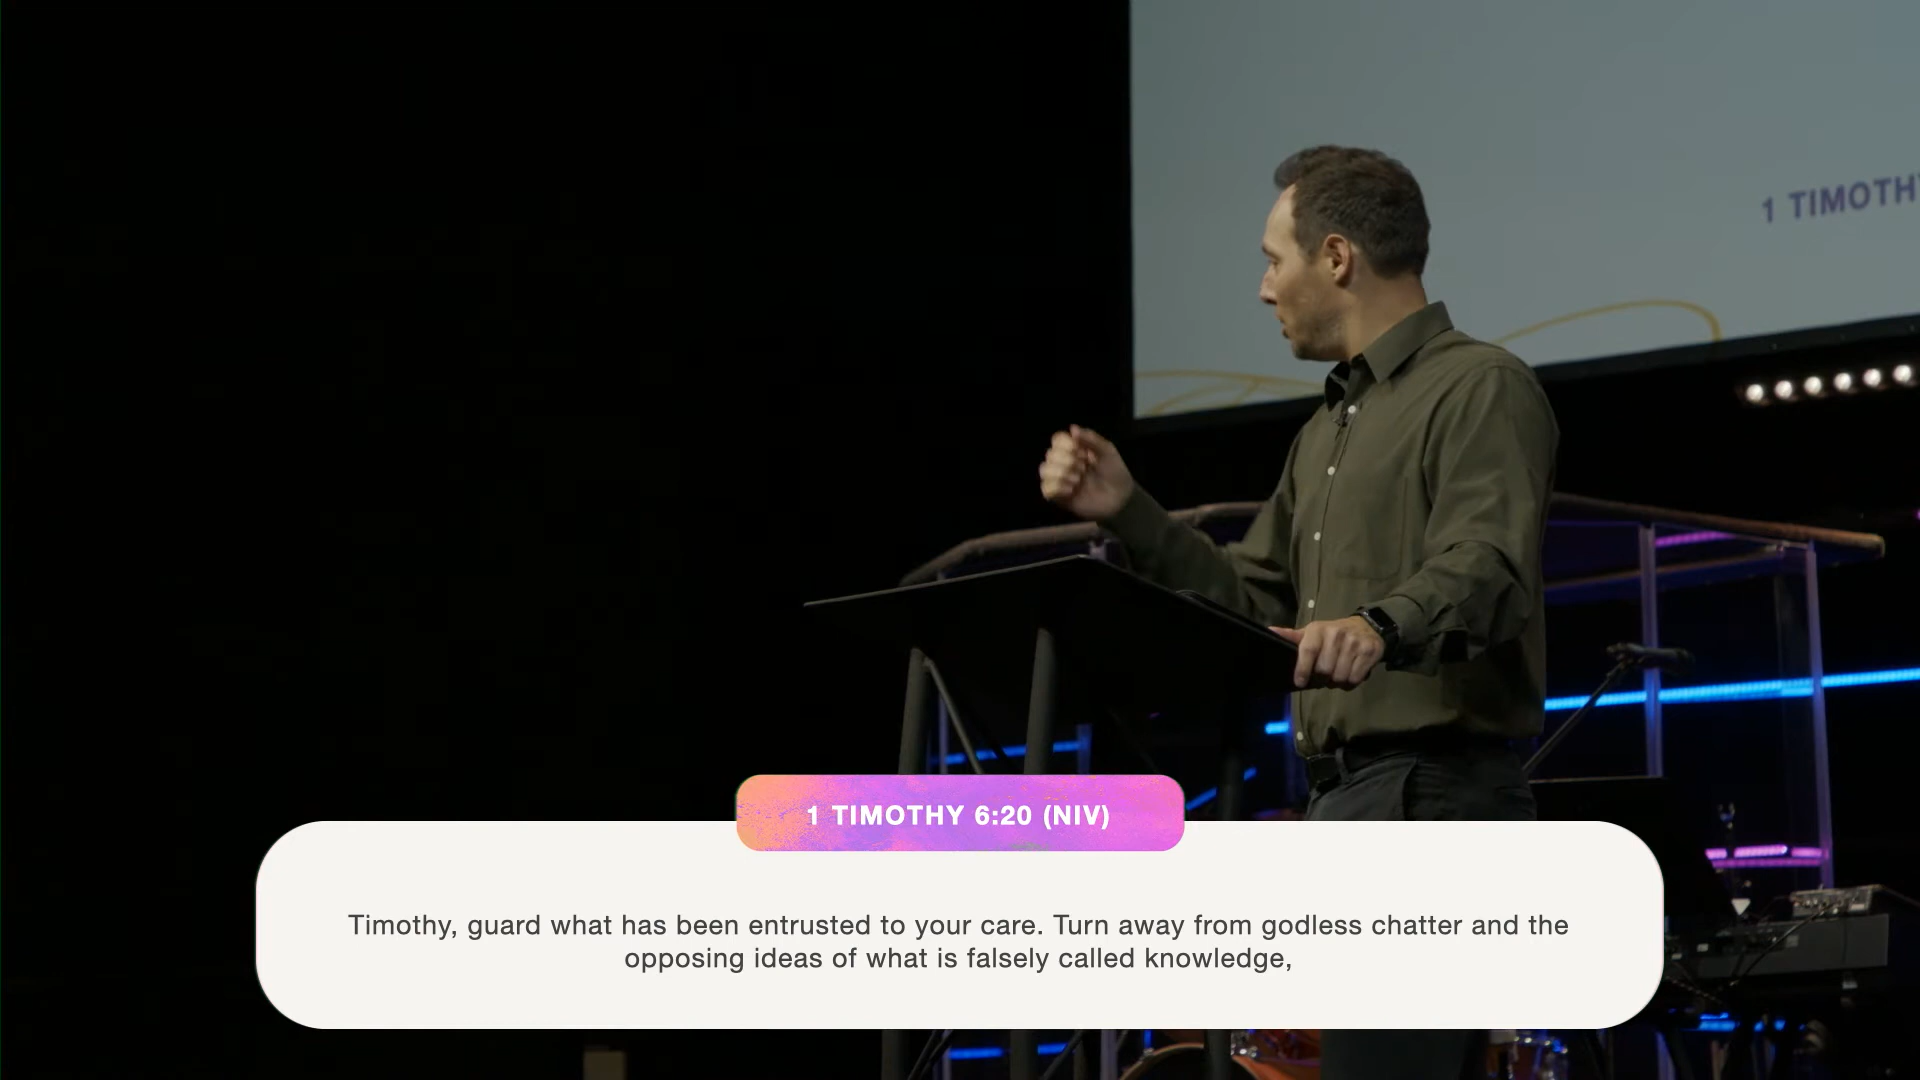 1 TIMOTHY
1 TIMOTHY 6:20 (NIV)
Timothy, guard what has been entrusted to your care. Turn away from godless chatter and the
opposing ideas of what is falsely called knowledge,